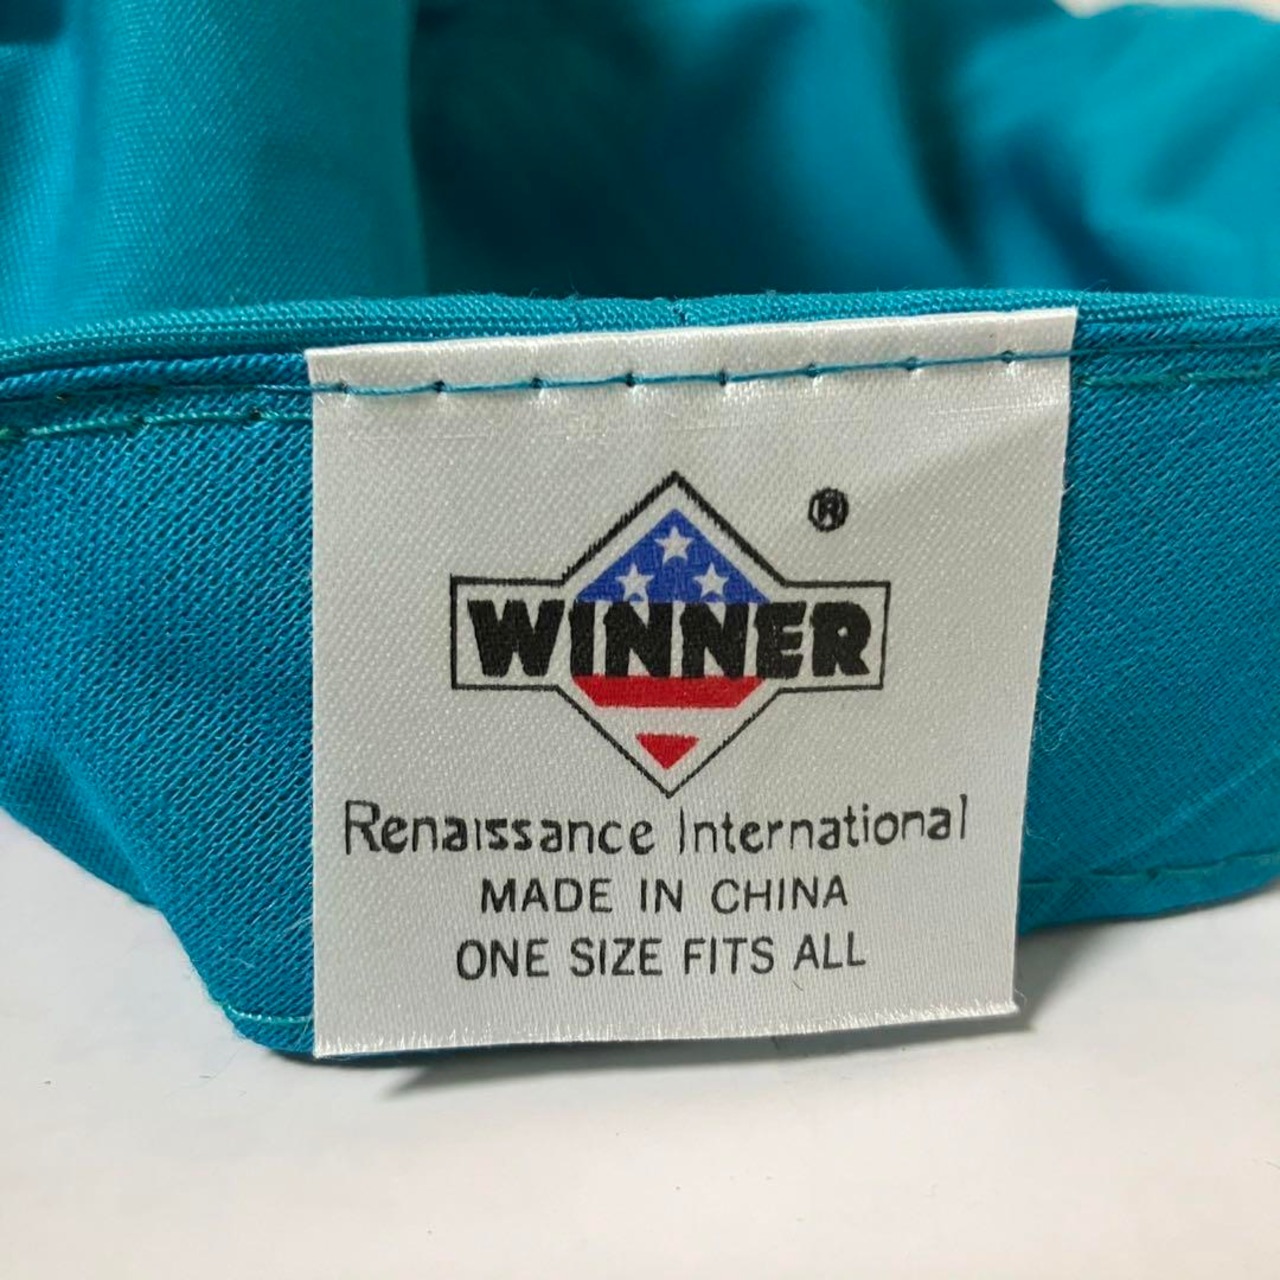 ®
WINNER
Renaissance International
MADE IN CHINA
ONE SIZE FITS ALL